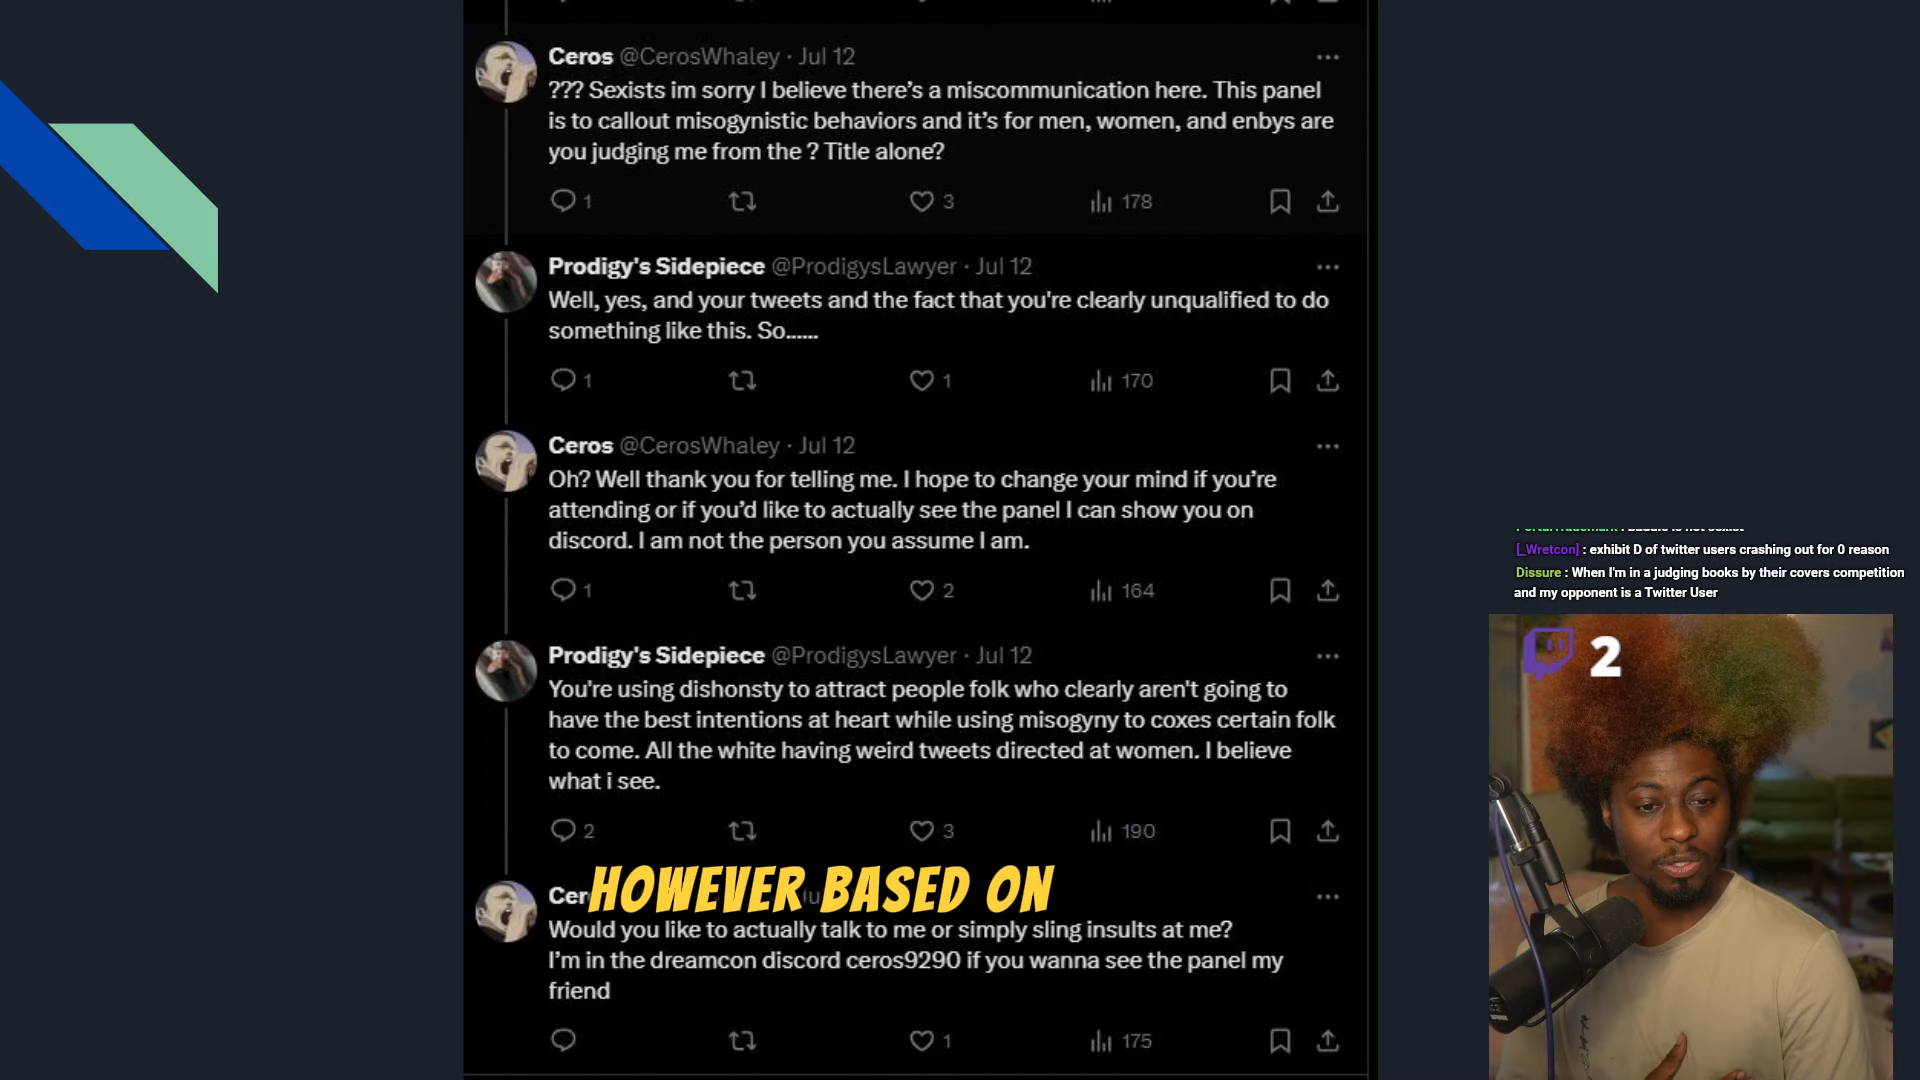 Ceros @CerosWhaley · Jul 12
??? Sexists im sorry I believe there's a miscommunication here. This panel
is to callout misogynistic behaviors and it's for men, women, and enbys are
you judging me from the ? Title alone?
1 3 178
Prodigy's Sidepiece @ProdigysLawyer · Jul 12
Well, yes, and your tweets and the fact that you're clearly unqualified to do
something like this. So......
1 1 170
Ceros @CerosWhaley · Jul 12
Oh? Well thank you for telling me. I hope to change your mind if you're
attending or if you'd like to actually see the panel I can show you on
discord. I am not the person you assume I am.
1 2 164
Prodigy's Sidepiece @ProdigysLawyer · Jul 12
You're using dishonsty to attract people folk who clearly aren't going to
have the best intentions at heart while using misogyny to coxes certain folk
to come. All the white having weird tweets directed at women. I believe
what i see.
2 3 190
HOWEVER BASED ON
Would you like to actually talk to me or simply sling insults at me?
I'm in the dreamcon discord ceros9290 if you wanna see the panel my
friend
1 175
[_Wretcon] : exhibit D of twitter users crashing out for 0 reason
Dissure : When I'm in a judging books by their covers competition
and my opponent is a Twitter User
2